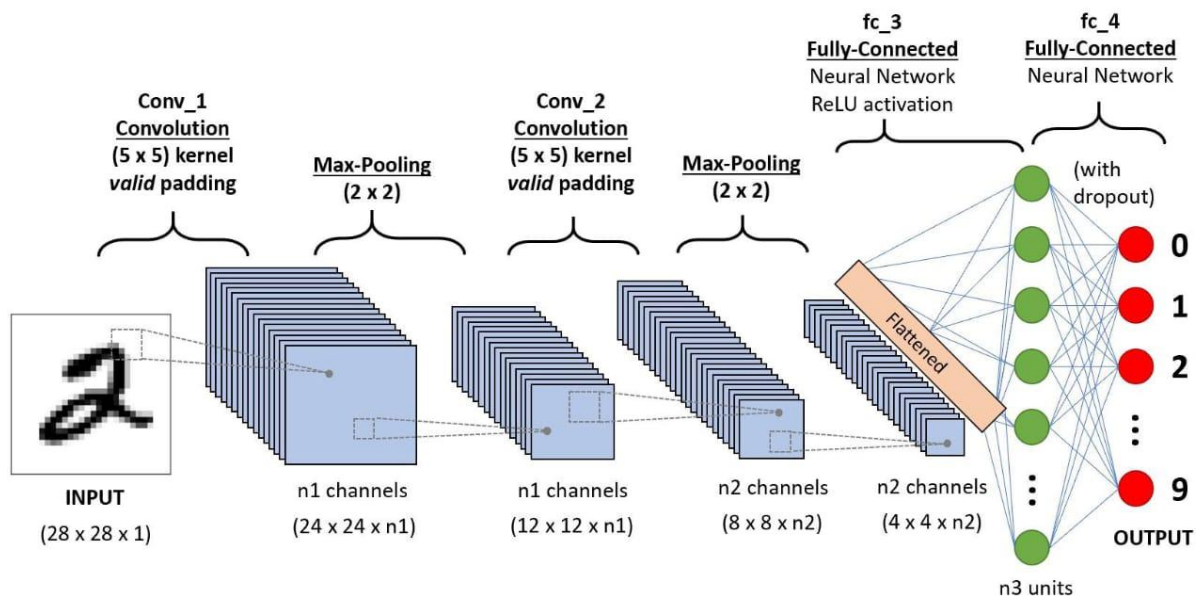 fc_3
Fully-Connected
Neural Network
ReLU activation
fc_4
Fully-Connected
Neural Network
Conv_1
Convolution
(5 x 5) kernel
valid padding
Max-Pooling
(2 x 2)
Conv_2
Convolution
(5 x 5) kernel
valid padding
Max-Pooling
(2 x 2)
(with
dropout)
Flattened
2
0
1
2
9
INPUT
(28 x 28 x 1)
n1 channels
(24 x 24 x n1)
n1 channels
(12 x 12 x n1)
n2 channels
(8 x 8 x n2)
n2 channels
(4 x 4 x n2)
n3 units
OUTPUT